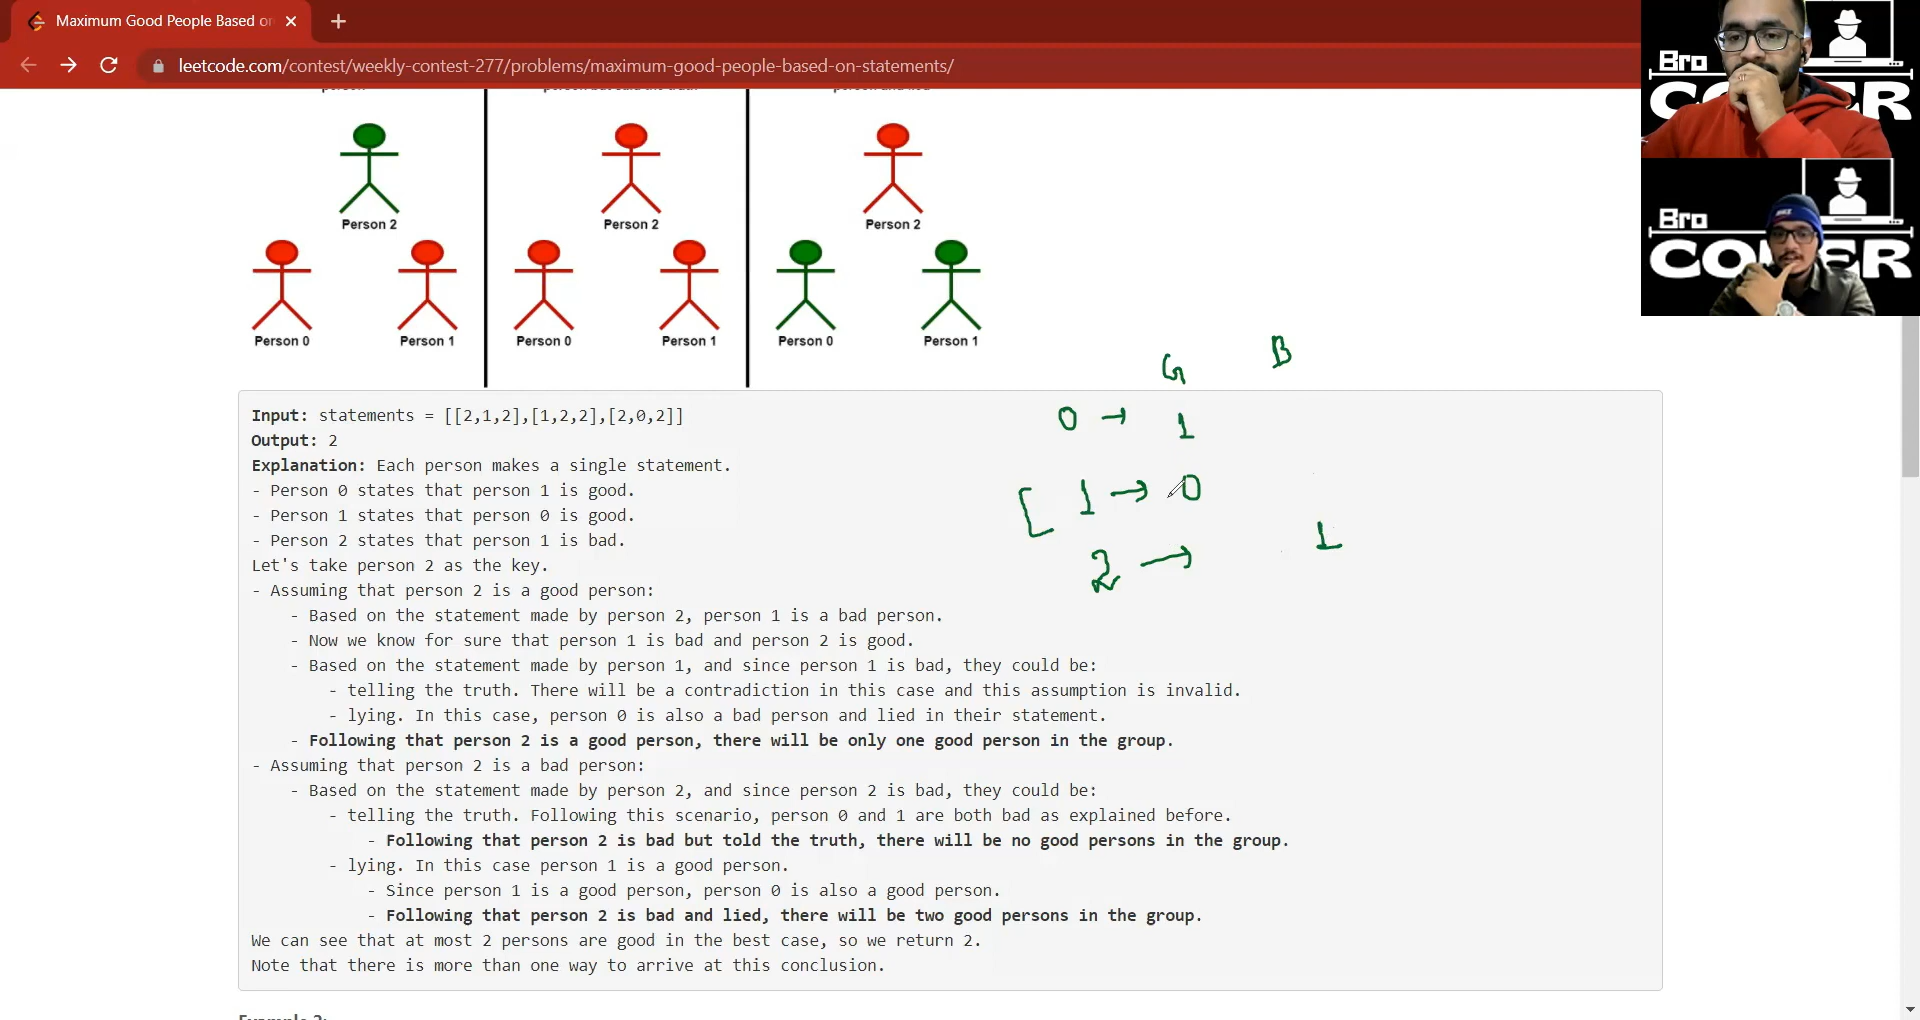 Maximum Good People Based on
leetcode.com/contest/weekly-contest-277/problems/maximum-good-people-based-on-statements/
Bro
CODER
Bro
CODER
Person 2
Person 2
Person 2
Person 0
Person 1
Person 0
Person 1
Person 0
Person 1
G B
0 → 1
[ 1 → 0
2 → 1
Input: statements = [[2,1,2],[1,2,2],[2,0,2]]
Output: 2
Explanation: Each person makes a single statement.
- Person 0 states that person 1 is good.
- Person 1 states that person 0 is good.
- Person 2 states that person 1 is bad.
Let's take person 2 as the key.
- Assuming that person 2 is a good person:
- Based on the statement made by person 2, person 1 is a bad person.
- Now we know for sure that person 1 is bad and person 2 is good.
- Based on the statement made by person 1, and since person 1 is bad, they could be:
- telling the truth. There will be a contradiction in this case and this assumption is invalid.
- lying. In this case, person 0 is also a bad person and lied in their statement.
- Following that person 2 is a good person, there will be only one good person in the group.
- Assuming that person 2 is a bad person:
- Based on the statement made by person 2, and since person 2 is bad, they could be:
- telling the truth. Following this scenario, person 0 and 1 are both bad as explained before.
- Following that person 2 is bad but told the truth, there will be no good persons in the group.
- lying. In this case person 1 is a good person.
- Since person 1 is a good person, person 0 is also a good person.
- Following that person 2 is bad and lied, there will be two good persons in the group.
We can see that at most 2 persons are good in the best case, so we return 2.
Note that there is more than one way to arrive at this conclusion.